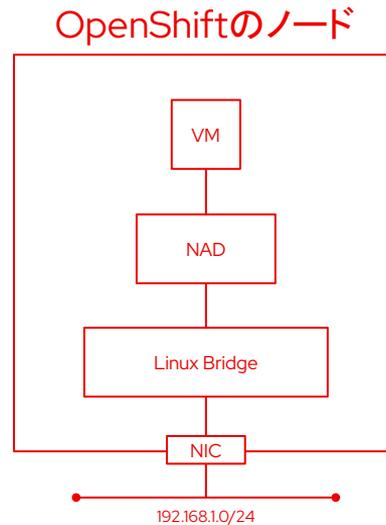 OpenShiftのノード
VM
NAD
Linux Bridge
NIC
192.168.1.0/24